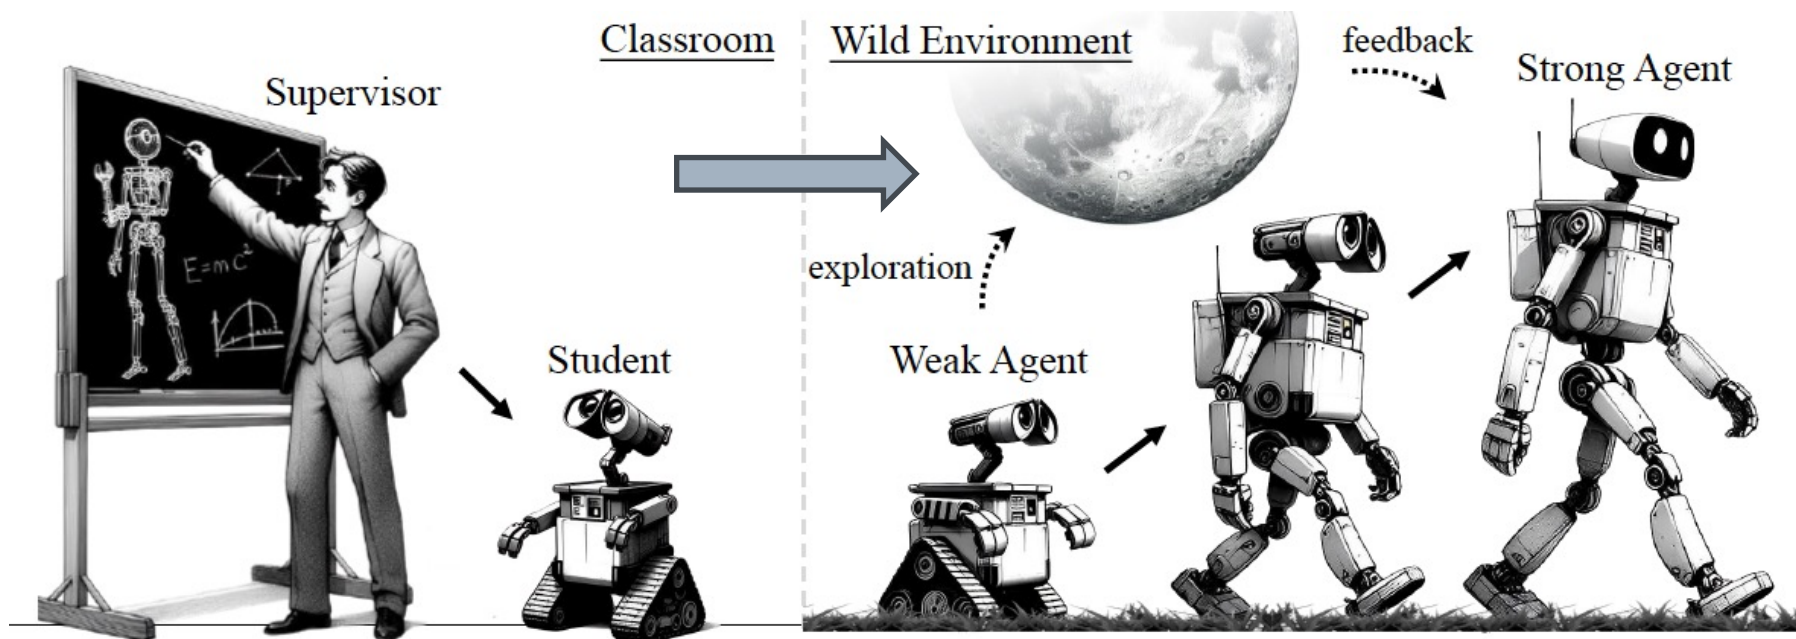 Classroom
Wild Environment
feedback
Strong Agent
Supervisor
E=mc²
exploration
Student
Weak Agent